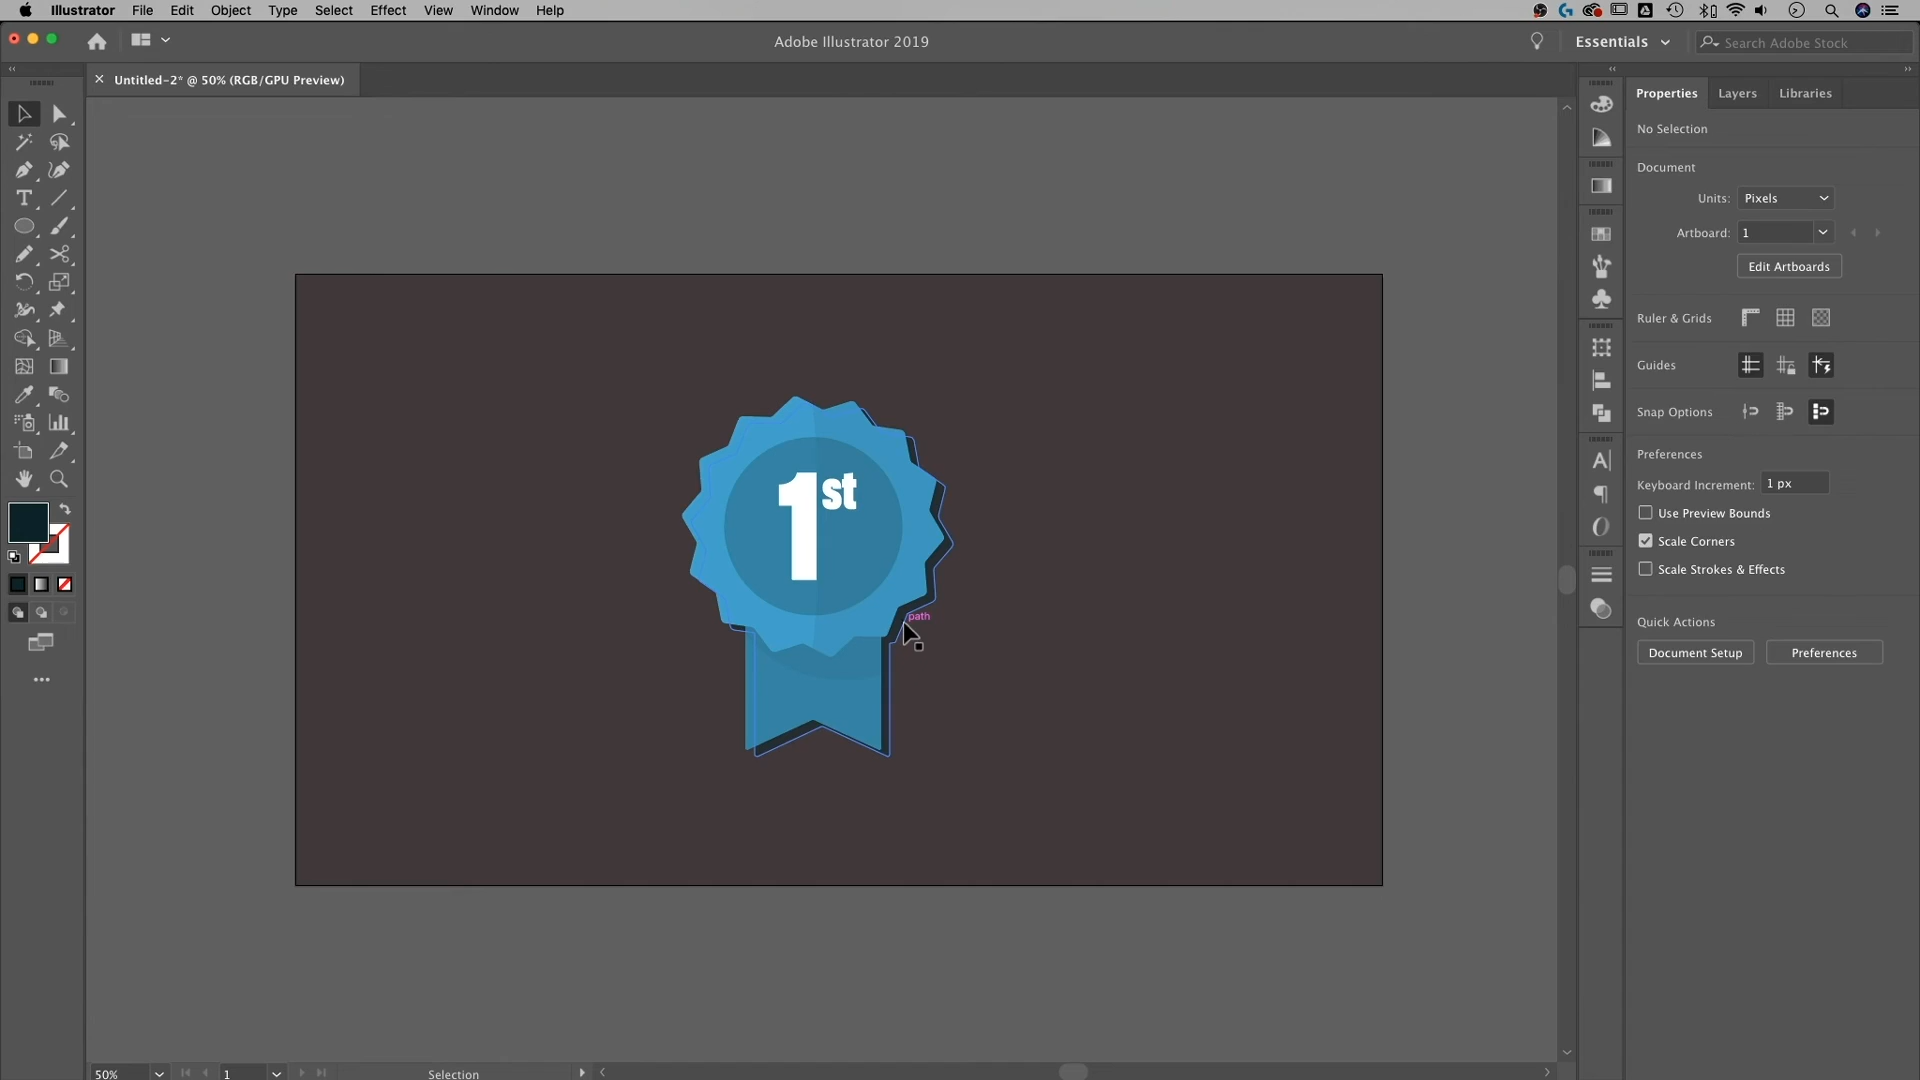 Illustrator File Edit Object Type Select Effect View Window Help
Adobe Illustrator 2019
Essentials
Search Adobe Stock
Untitled-2* @ 50% (RGB/GPU Preview)
Properties Layers Libraries
No Selection
Document
Units: Pixels
Artboard: 1
Edit Artboards
Ruler & Grids
Guides
Snap Options
Preferences
Keyboard Increment: 1 px
Use Preview Bounds
Scale Corners
Scale Strokes & Effects
Quick Actions
Document Setup Preferences
1st
path
50% 1 Selection